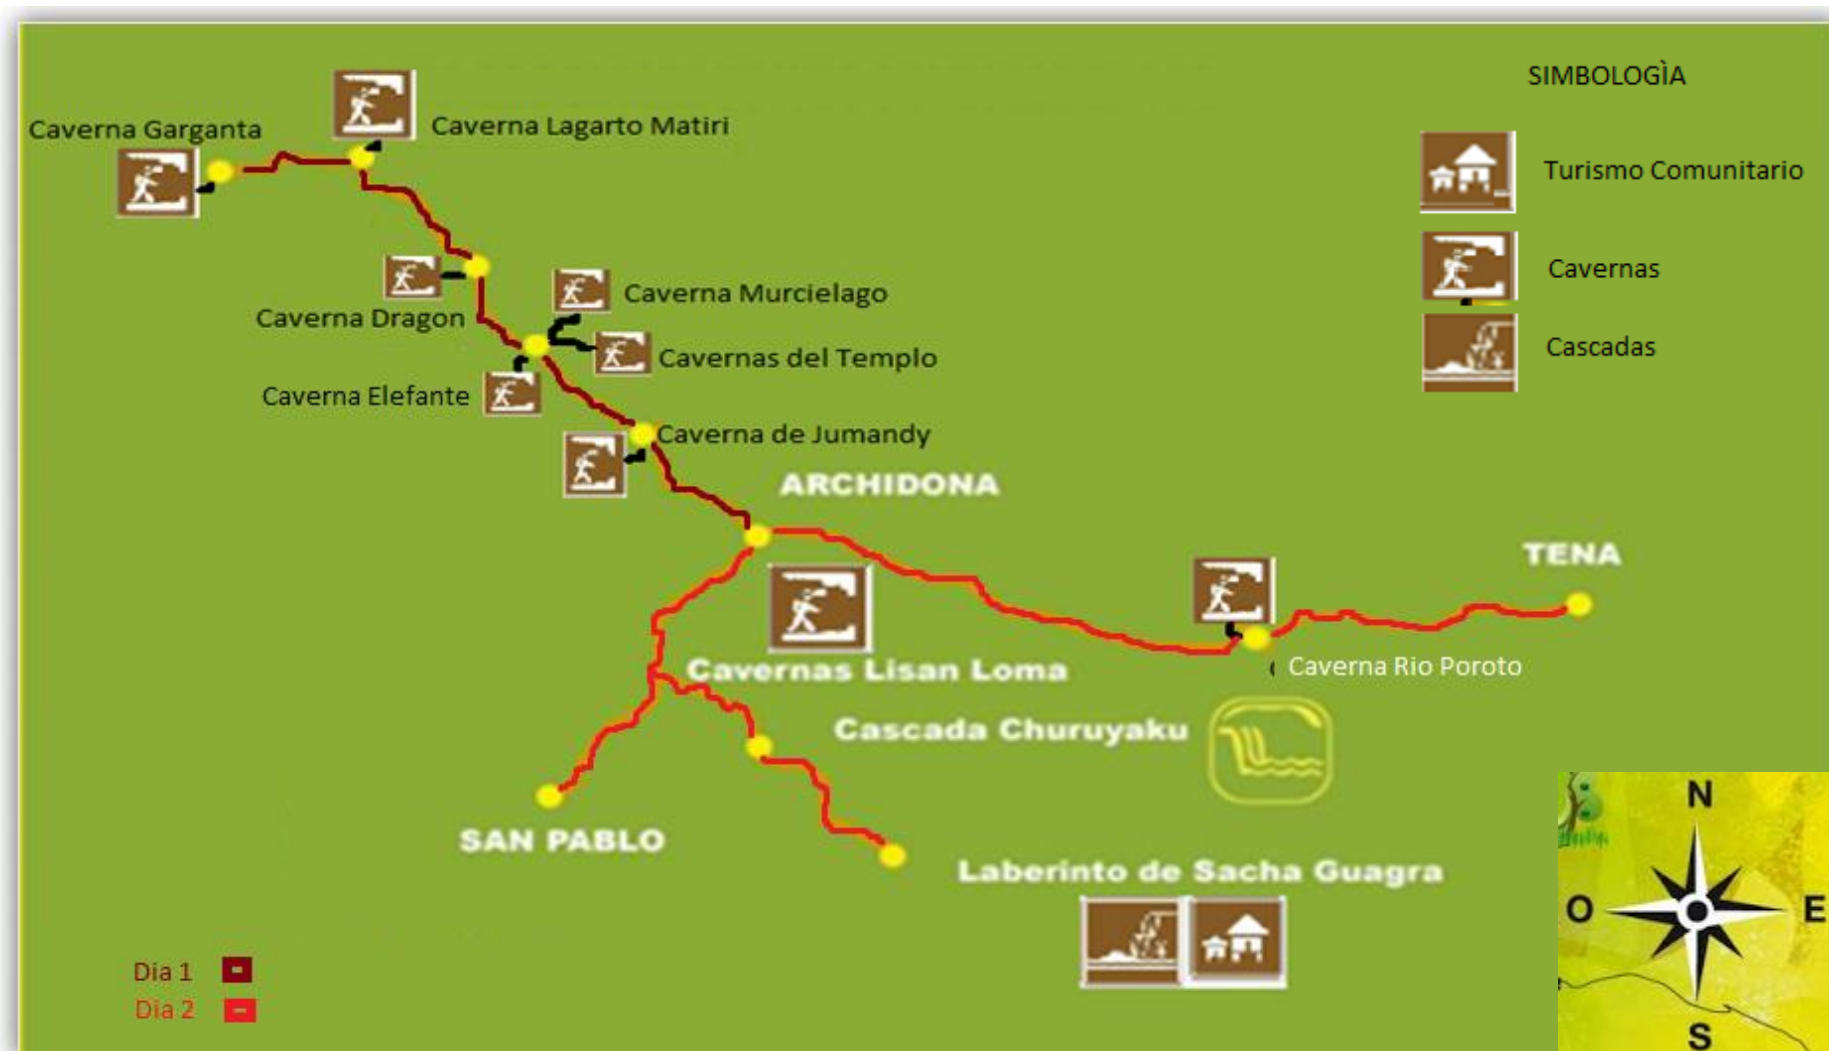 SIMBOLOGÌA
Caverna Garganta
Caverna Lagarto Matiri
Turismo Comunitario
Cavernas
Caverna Murcielago
Caverna Dragon
Cavernas del Templo
Cascadas
Caverna Elefante
Caverna de Jumandy
ARCHIDONA
TENA
Cavernas Lisan Loma
Caverna Rio Poroto
Cascada Churuyaku
SAN PABLO
Laberinto de Sacha Guagra
N
O
E
S
Dia 1
Dia 2